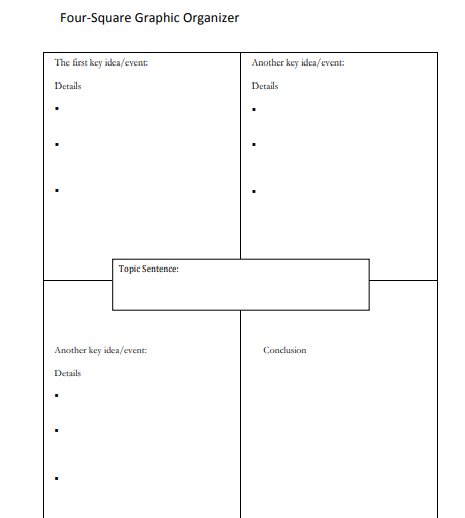 Four-Square Graphic Organizer
The first key idea/event:
Details
▪
▪
▪
Another key idea/event:
Details
▪
▪
▪
Topic Sentence:
Another key idea/event:
Details
▪
▪
▪
Conclusion